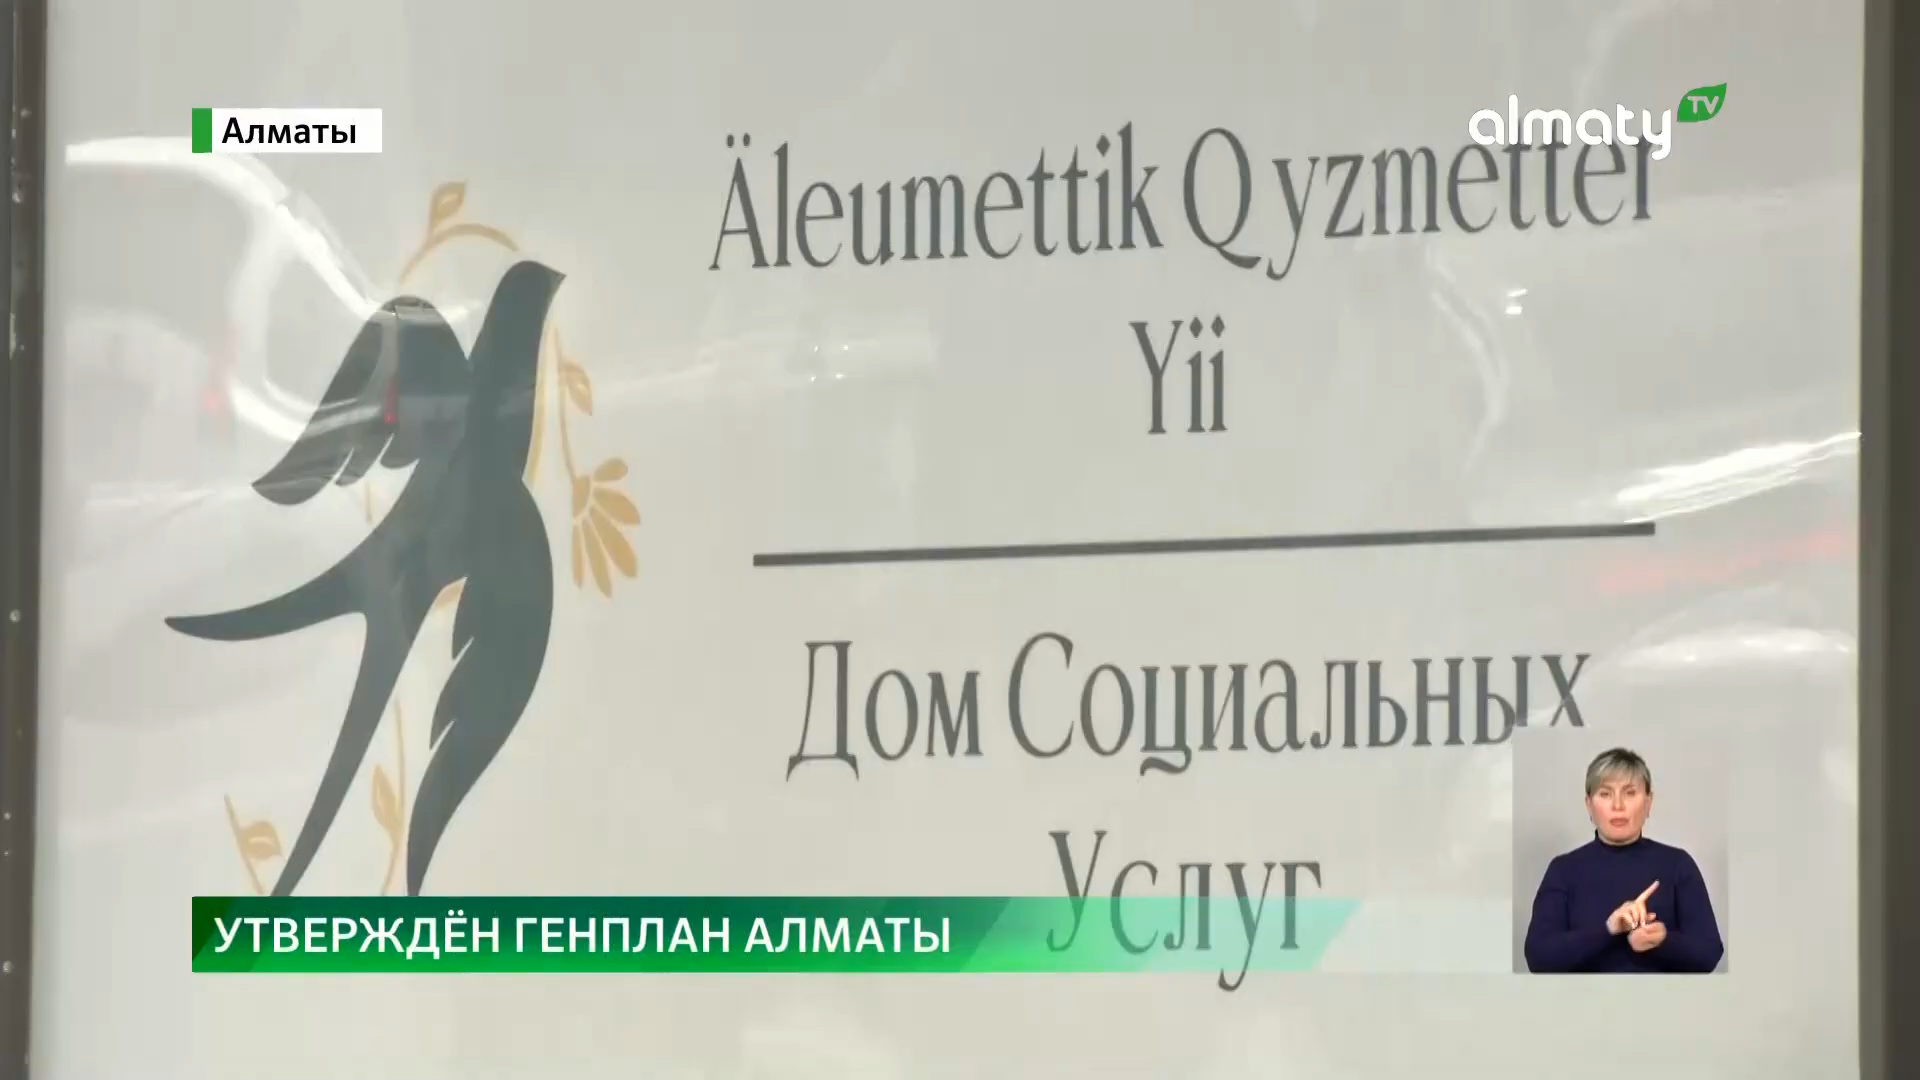 Алматы
almaty TV
Äleumettik Qyzmetter
Yii
Дом Социальных
Услуг
УТВЕРЖДЁН ГЕНПЛАН АЛМАТЫ